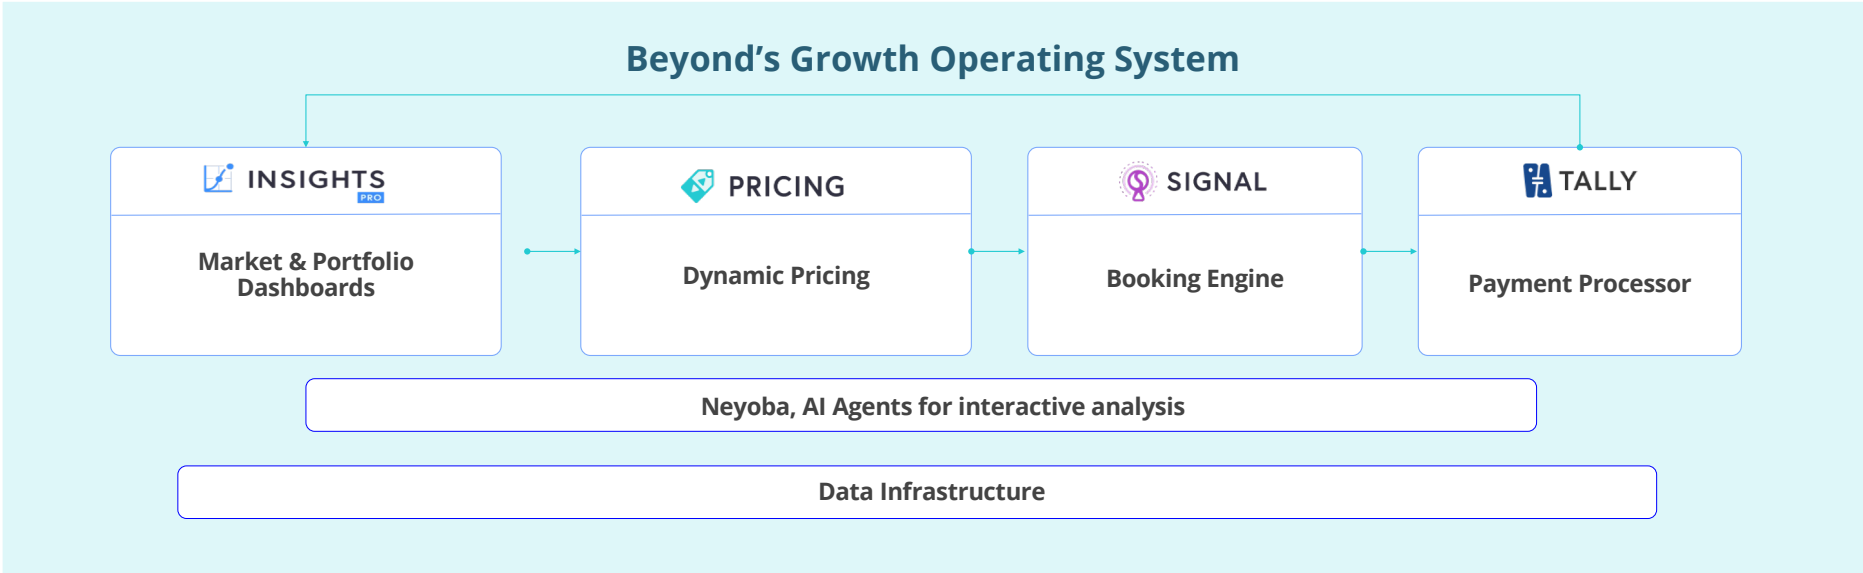 Beyond’s Growth Operating System
INSIGHTS
PRO
PRICING
SIGNAL
TALLY
Market & Portfolio
Dashboards
Dynamic Pricing
Booking Engine
Payment Processor
Neyoba, AI Agents for interactive analysis
Data Infrastructure